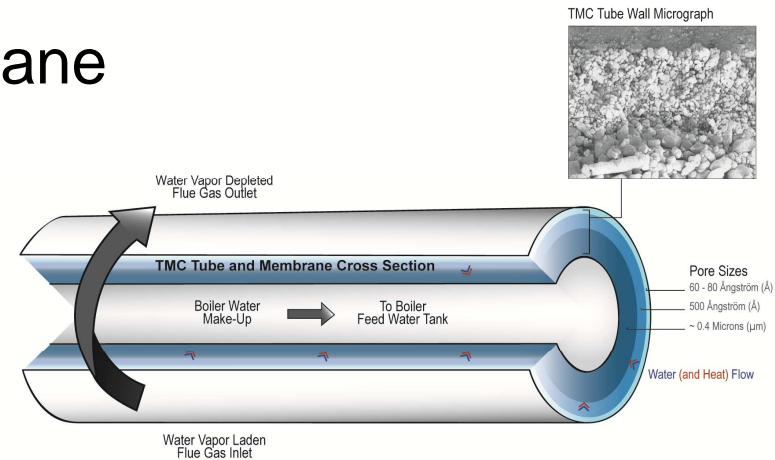 ane
TMC Tube Wall Micrograph
Water Vapor Depleted
Flue Gas Outlet
TMC Tube and Membrane Cross Section
Boiler Water
Make-Up
To Boiler
Feed Water Tank
Pore Sizes
60 - 80 Ångström (Å)
500 Ångström (Å)
~ 0.4 Microns (µm)
Water (and Heat) Flow
Water Vapor Laden
Flue Gas Inlet